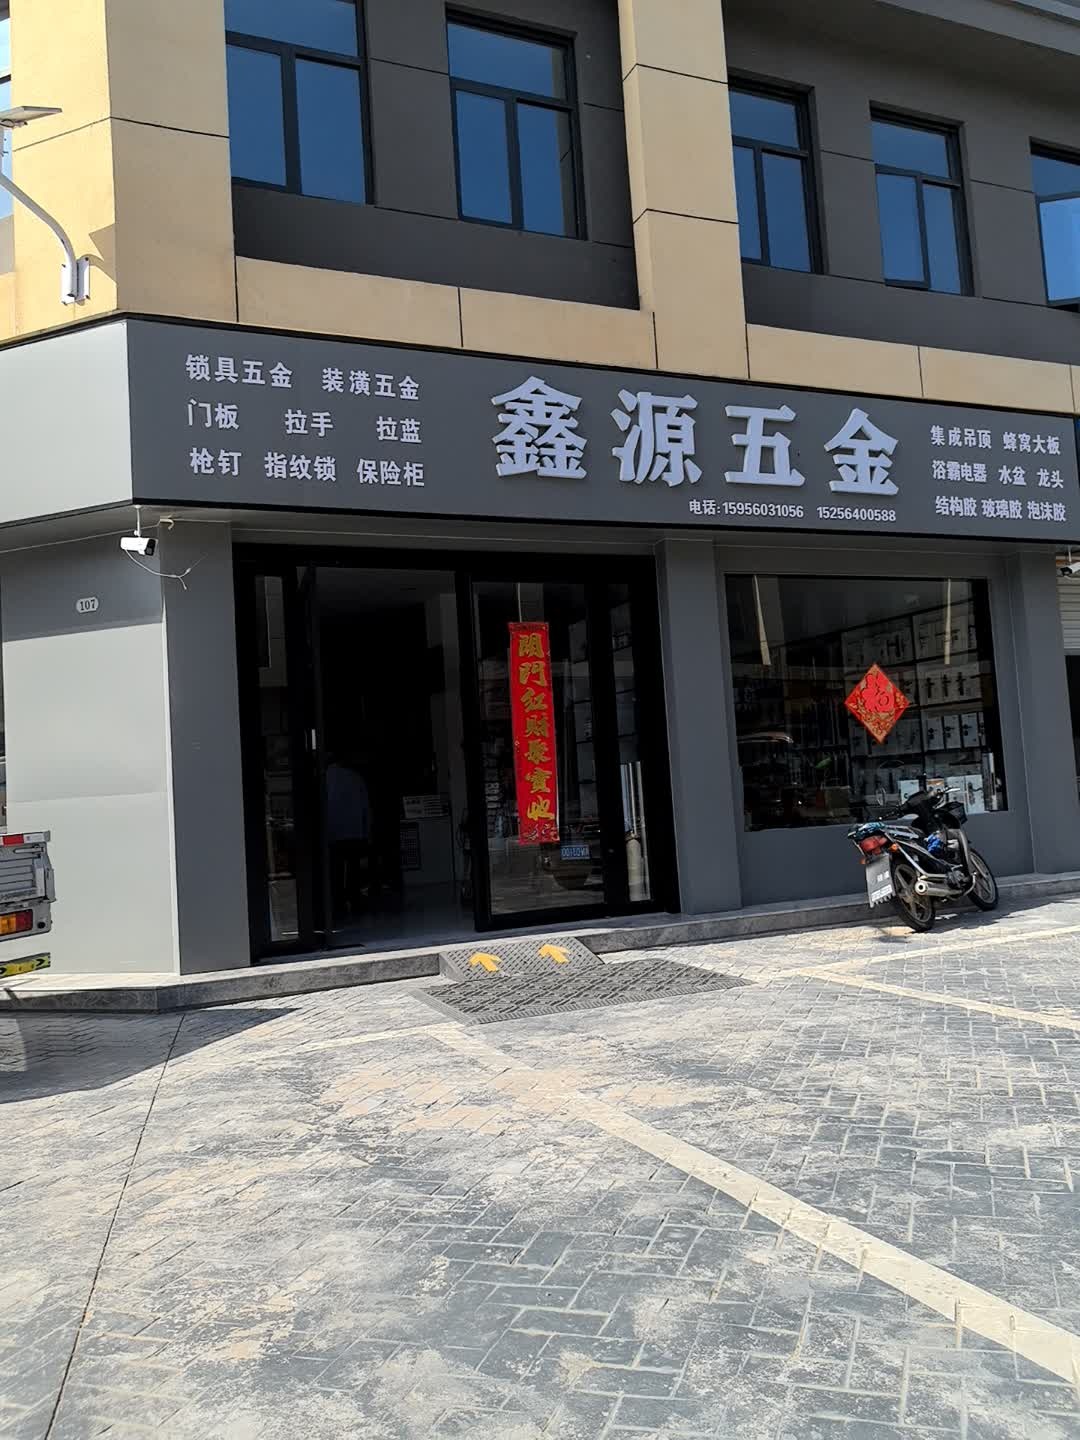 锁具五金 装潢五金
门板 拉手 拉蓝
枪钉 指纹锁 保险柜
鑫源五金
电话:15956031056 15256400588
集成吊顶 蜂窝大板
浴霸电器 水盆 龙头
结构胶 玻璃胶 泡沫胶
107
開門红财聚寶地